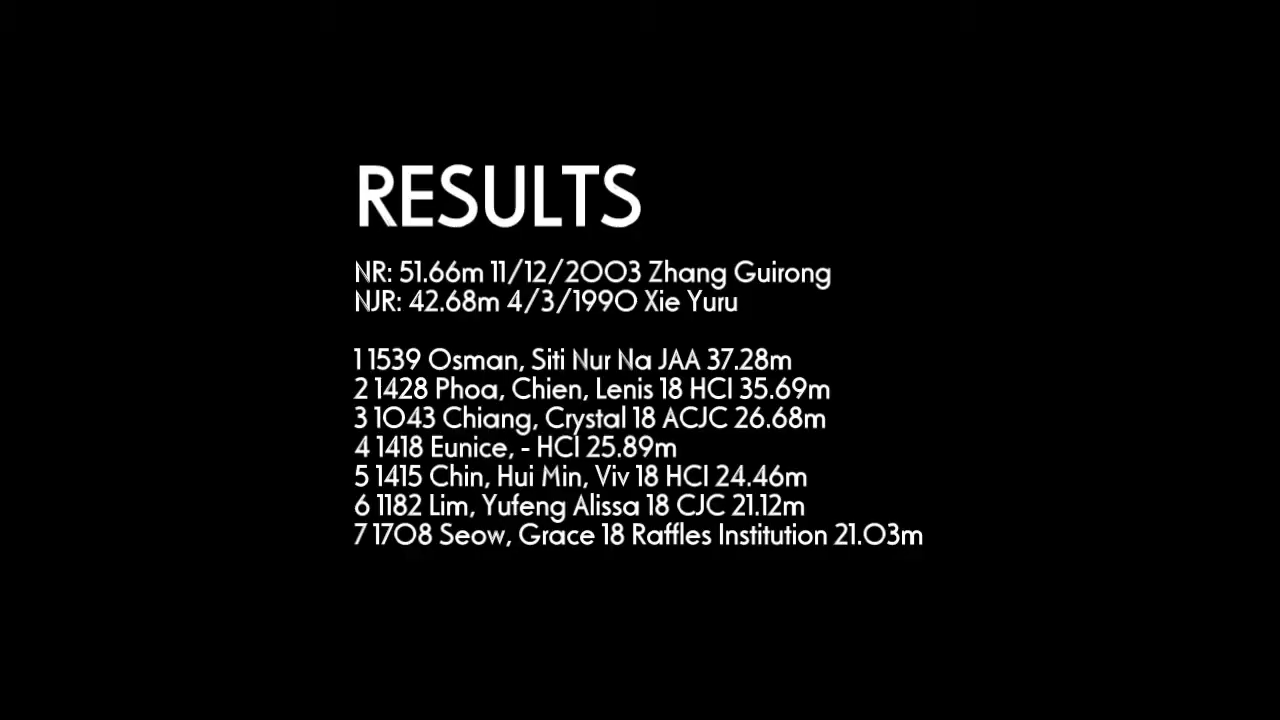 RESULTS
NR: 51.66m 11/12/2003 Zhang Guirong
NJR: 42.68m 4/3/1990 Xie Yuru
1 1539 Osman, Siti Nur Na JAA 37.28m
2 1428 Phoa, Chien, Lenis 18 HCI 35.69m
3 1043 Chiang, Crystal 18 ACJC 26.68m
4 1418 Eunice, - HCI 25.89m
5 1415 Chin, Hui Min, Viv 18 HCI 24.46m
6 1182 Lim, Yufeng Alissa 18 CJC 21.12m
7 1708 Seow, Grace 18 Raffles Institution 21.03m